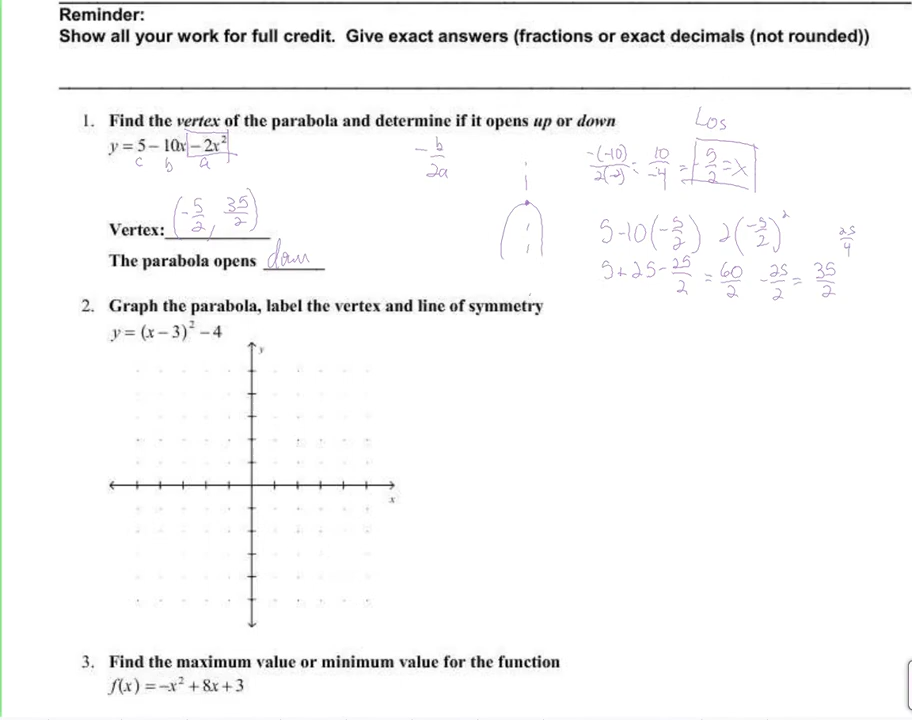 Reminder:
Show all your work for full credit. Give exact answers (fractions or exact decimals (not rounded))
1. Find the vertex of the parabola and determine if it opens up or down
y = 5 – 10x – 2x²
c b a
Vertex: (-5/2, 35/2)
The parabola opens down
-b/2a
LOS
-(-10)/2(-2) = 10/-4 = -5/2 = x
5-10(-5/2) 2(-5/2)²
25/4
5+25-25/2 = 60/2 - 25/2 = 35/2
2. Graph the parabola, label the vertex and line of symmetry
y = (x – 3)² – 4
y
x
3. Find the maximum value or minimum value for the function
f(x) = –x² + 8x + 3